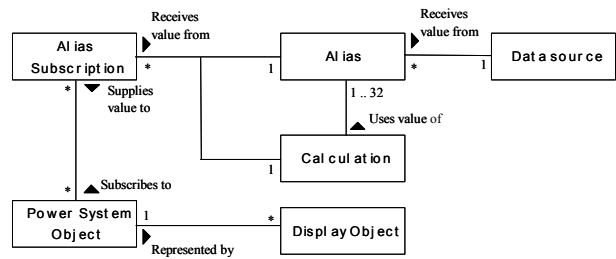 Receives
value from
Receives
value from
Alias
Subscription
*
1
Alias
*
1
Datasource
*
Supplies
value to
1 .. 32
Uses value of
1
Calculation
*
Subscribes to
Power System
Object
1
*
Display Object
Represented by